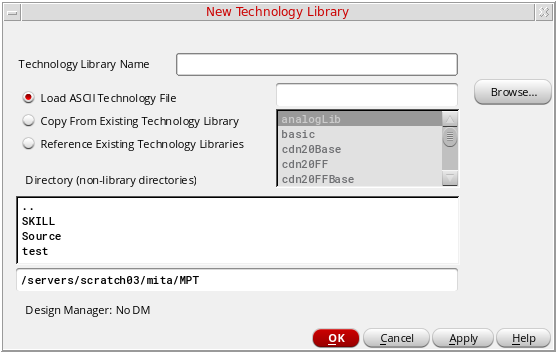 New Technology Library
Technology Library Name
Load ASCII Technology File
Browse...
Copy From Existing Technology Library
Reference Existing Technology Libraries
analogLib
basic
cdn20Base
cdn20FF
cdn20FFBase
Directory (non-library directories)
..
SKILL
Source
test
/servers/scratch03/mita/MPT
Design Manager: No DM
OK Cancel Apply Help